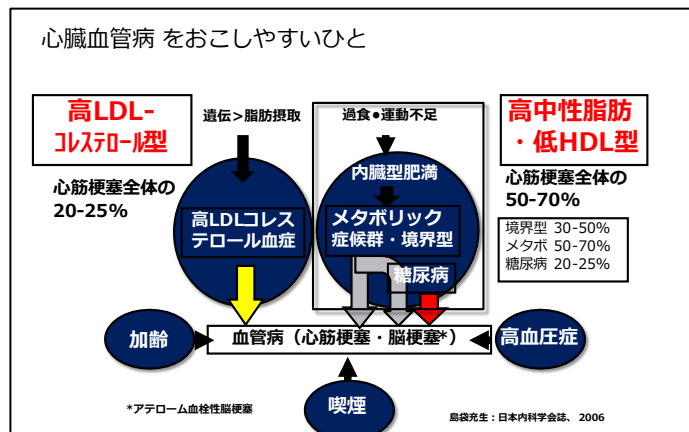 心臓血管病 をおこしやすいひと
高LDL-
ｺﾚｽﾃﾛｰﾙ型
心筋梗塞全体の
20-25%
遺伝>脂肪摂取
高LDLコレス
テロール血症
過食●運動不足
内臓型肥満
メタボリック
症候群・境界型
糖尿病
高中性脂肪
・低HDL型
心筋梗塞全体の
50-70%
境界型 30-50%
メタボ 50-70%
糖尿病 20-25%
加齢
血管病（心筋梗塞・脳梗塞*）
高血圧症
喫煙
*アテローム血栓性脳梗塞
島袋充生：日本内科学会誌、2006